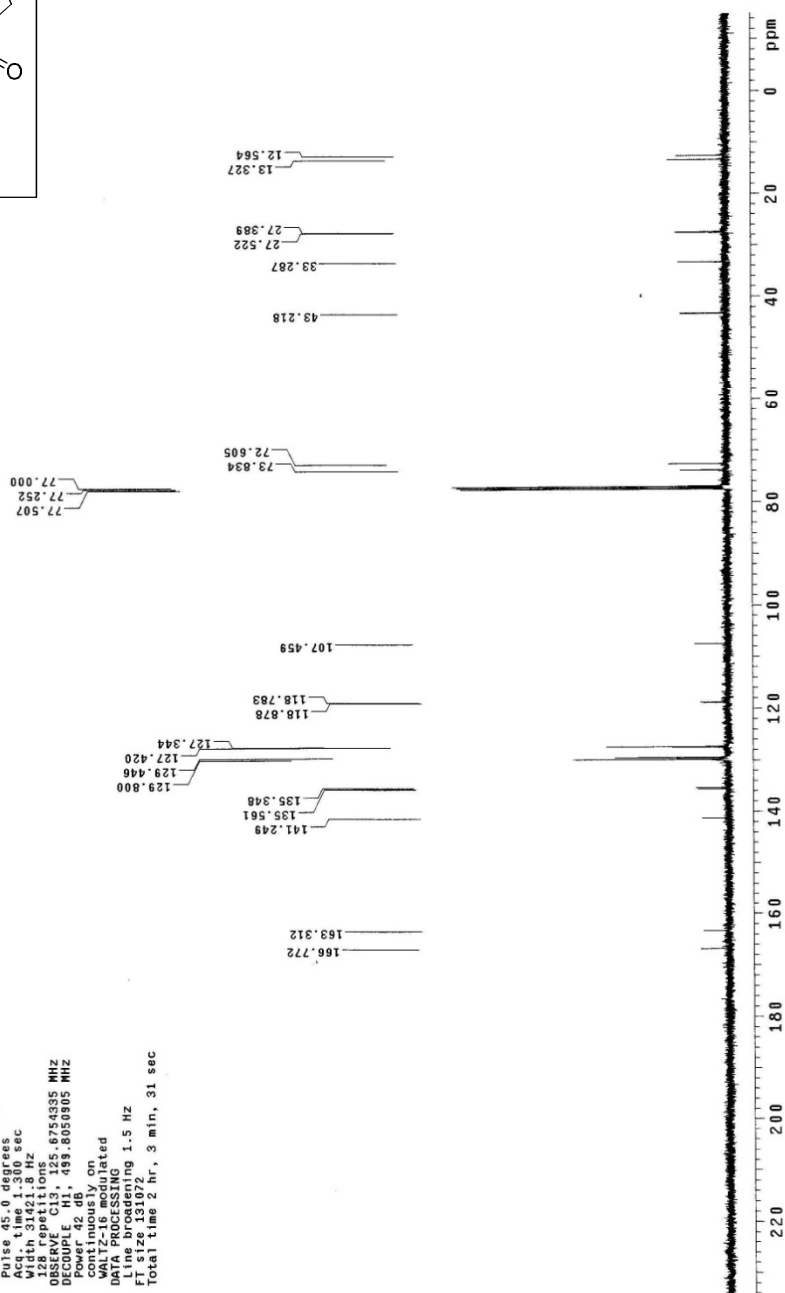 O
ppm
0
20
40
60
80
100
120
140
160
180
200
220
12.564
13.327
27.389
27.522
33.287
43.218
72.605
73.834
77.000
77.252
77.507
107.459
118.783
118.878
127.344
127.420
129.446
129.800
135.348
135.561
141.249
163.312
166.772
Pulse 45.0 degrees
Acq. time 1.300 sec
Width 31421.8 Hz
128 repetitions
OBSERVE C13, 125.6754335 MHz
DECOUPLE H1, 499.8050905 MHz
Power 42 dB
continuously on
WALTZ-16 modulated
DATA PROCESSING
Line broadening 1.5 Hz
FT size 131072
Total time 2 hr, 3 min, 31 sec